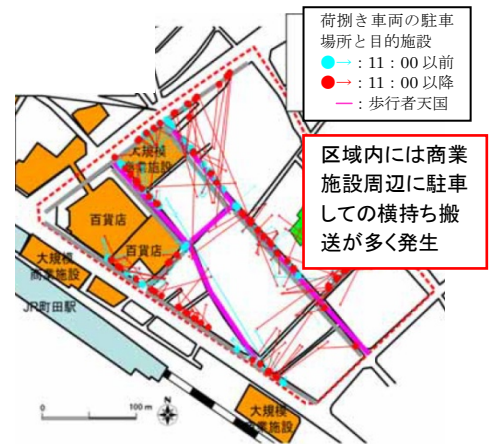 荷捌き車両の駐車
場所と目的施設
●→：11：00 以前
●→：11：00 以降
―：歩行者天国
区域内には商業
施設周辺に駐車
しての横持ち搬
送が多く発生
大規模
商業施設
百貨店
百貨店
大規模
商業施設
JR町田駅
N
0
100 m
大規模
商業施設